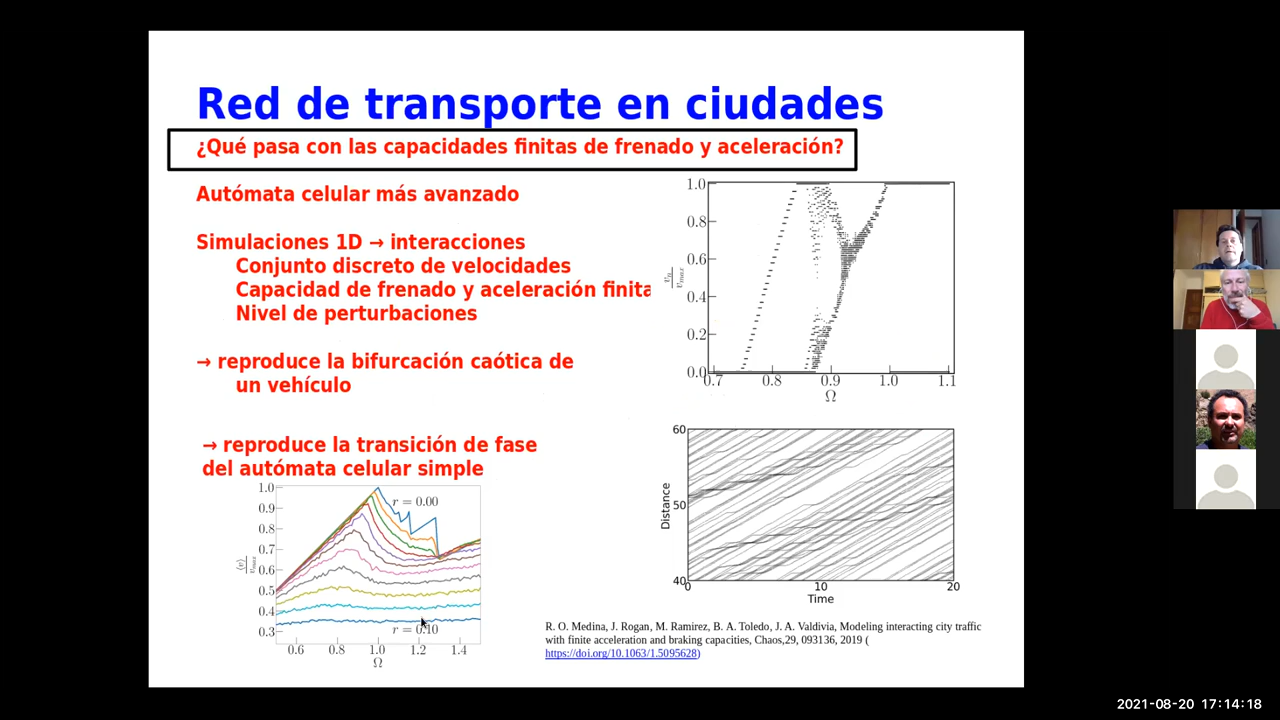 Red de transporte en ciudades
¿Qué pasa con las capacidades finitas de frenado y aceleración?
Autómata celular más avanzado
Simulaciones 1D → interacciones
Conjunto discreto de velocidades
Capacidad de frenado y aceleración finita
Nivel de perturbaciones
→ reproduce la bifurcación caótica de
un vehículo
→ reproduce la transición de fase
del autómata celular simple
1.0
0.8
0.6
0.4
0.2
0.0
0.7
0.8
0.9
1.0
1.1
Ω
60
50
40
Distance
0
10
20
Time
1.0
0.9
0.8
0.7
0.6
0.5
0.4
0.3
r = 0.00
r = 0.10
0.6
0.8
1.0
1.2
1.4
Ω
R. O. Medina, J. Rogan, M. Ramirez, B. A. Toledo, J. A. Valdivia, Modeling interacting city traffic
with finite acceleration and braking capacities, Chaos,29, 093136, 2019 (
https://doi.org/10.1063/1.5095628)
2021-08-20 17:14:18